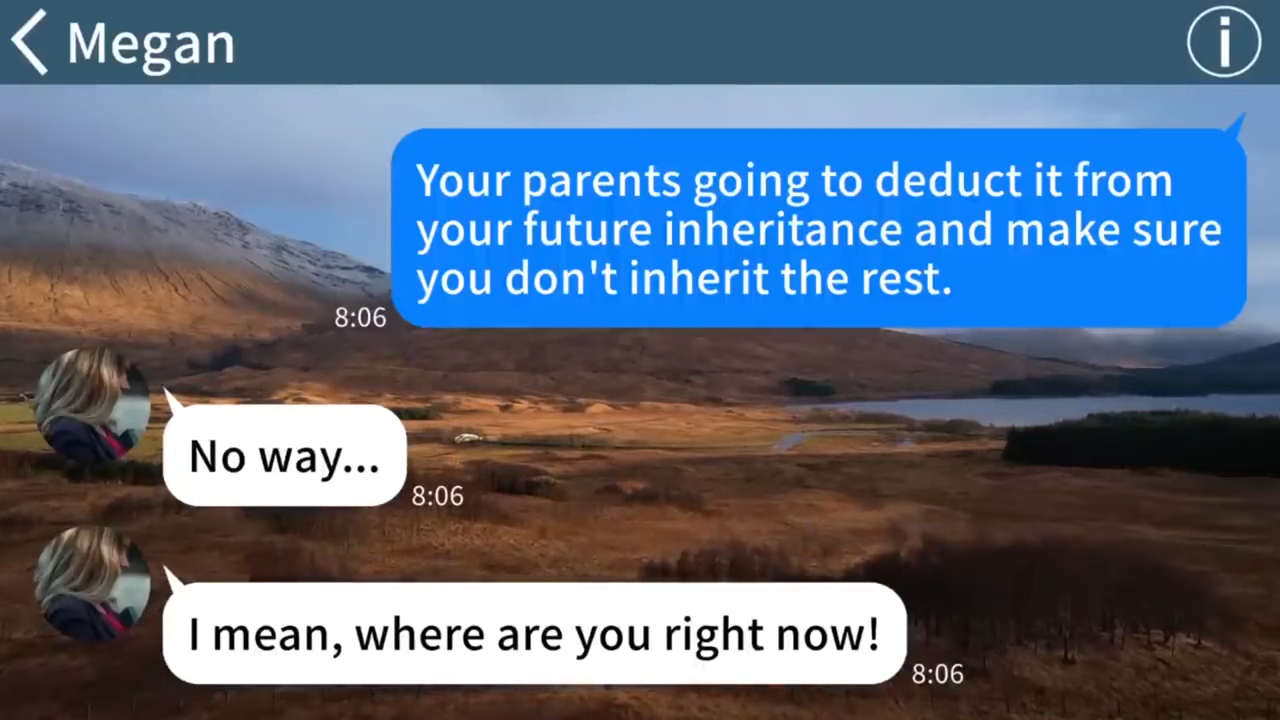 Megan
Your parents going to deduct it from
your future inheritance and make sure
you don't inherit the rest.
8:06
No way...
8:06
I mean, where are you right now!
8:06